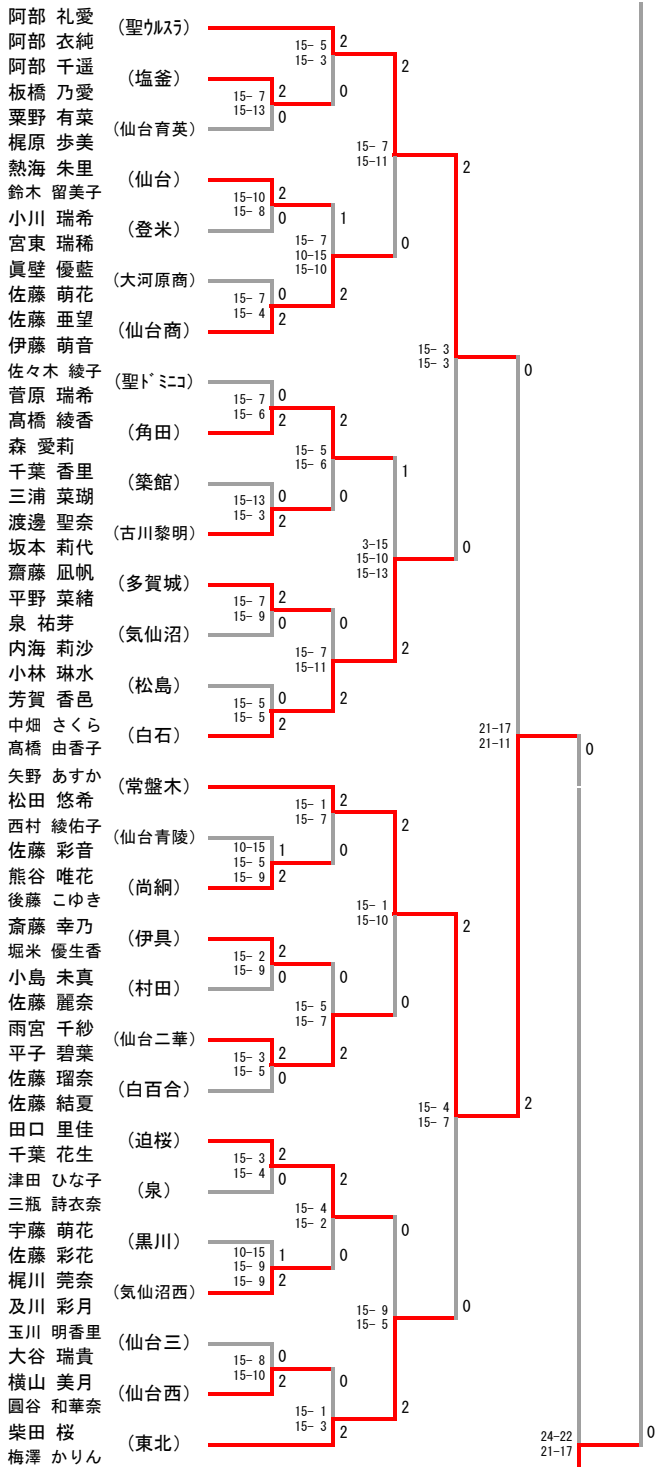 阿部 礼愛
阿部 衣純
(聖ウルスラ)
阿部 千遥
板橋 乃愛
(塩釜)
粟野 有菜
梶原 歩美
(仙台育英)
熱海 朱里
鈴木 留美子
(仙台)
小川 瑞希
宮東 瑞稀
(登米)
眞壁 優藍
佐藤 萌花
(大河原商)
佐藤 亜望
伊藤 萌音
(仙台商)
佐々木 綾子
菅原 瑞希
(聖ドミニコ)
髙橋 綾香
森 愛莉
(角田)
千葉 香里
三浦 菜瑚
(築館)
渡邊 聖奈
坂本 莉代
(古川黎明)
齋藤 凪帆
平野 菜緒
(多賀城)
泉 祐芽
内海 莉沙
(気仙沼)
小林 琳水
芳賀 香邑
(松島)
中畑 さくら
髙橋 由香子
(白石)
矢野 あすか
松田 悠希
(常盤木)
西村 綾佑子
佐藤 彩音
(仙台青陵)
熊谷 唯花
後藤 こゆき
(尚絅)
斎藤 幸乃
堀米 優生香
(伊具)
小島 未真
佐藤 麗奈
(村田)
雨宮 千紗
平子 碧葉
(仙台二華)
佐藤 瑠奈
佐藤 結夏
(白百合)
田口 里佳
千葉 花生
(迫桜)
津田 ひな子
三瓶 詩衣奈
(泉)
宇藤 萌花
佐藤 彩花
(黒川)
梶川 莞奈
及川 彩月
(気仙沼西)
玉川 明香里
大谷 瑞貴
(仙台三)
横山 美月
圓谷 和華奈
(仙台西)
柴田 桜
梅澤 かりん
(東北)
15- 7
15-13
2
0
15-10
15- 8
2
0
15- 7
15- 4
0
2
15- 7
15- 6
0
2
15-13
15- 3
0
2
15- 7
15- 9
2
0
15- 5
15- 5
0
2
10-15
15- 5
15- 9
1
2
15- 2
15- 9
2
0
15- 3
15- 5
2
0
15- 3
15- 4
2
0
10-15
15- 9
15- 9
1
2
15- 8
15-10
0
2
15- 5
15- 3
2
0
15- 7
10-15
15-10
1
2
15- 5
15- 6
2
0
15- 7
15-11
0
2
15- 1
15- 7
2
0
15- 5
15- 7
0
2
15- 4
15- 2
2
0
15- 1
15- 3
0
2
15- 7
15-11
2
0
3-15
15-10
15-13
1
2
15- 1
15-10
2
0
15- 9
15- 5
0
2
15- 3
15- 3
2
0
15- 4
15- 7
2
0
21-17
21-11
0
2
0
24-22
21-17
0